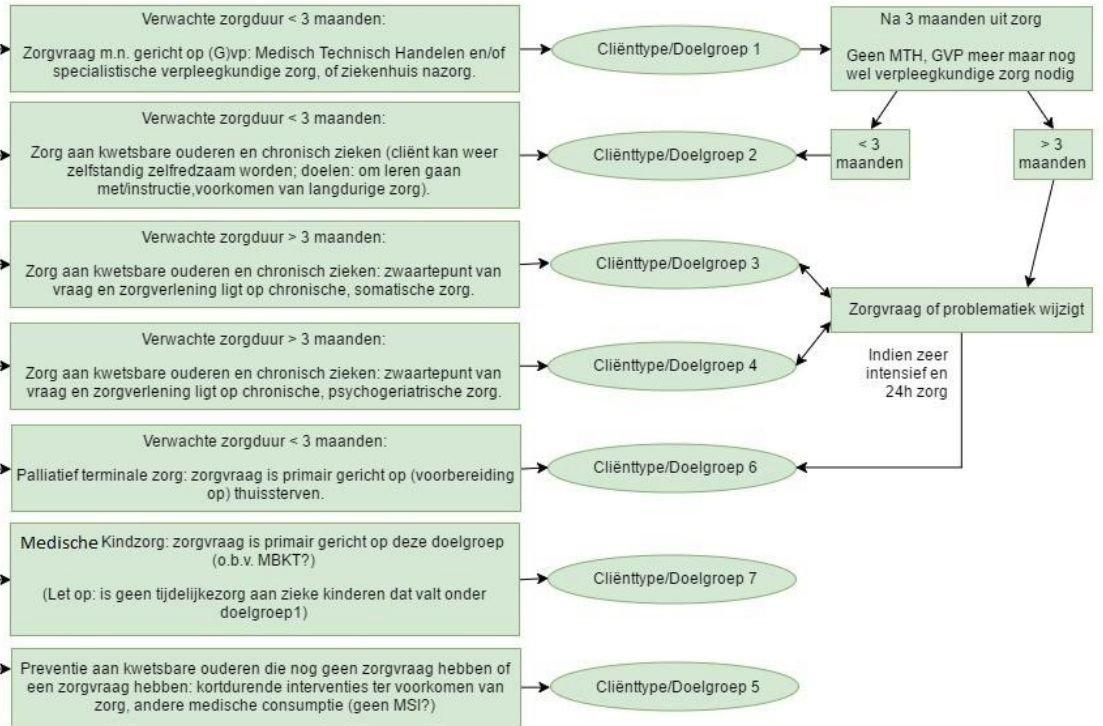 Verwachte zorgduur < 3 maanden:
Zorgvraag m.n. gericht op (G)vp: Medisch Technisch Handelen en/of
specialistische verpleegkundige zorg, of ziekenhuis nazorg.
Cliënttype/Doelgroep 1
Na 3 maanden uit zorg
Geen MTH, GVP meer maar nog
wel verpleegkundige zorg nodig
Verwachte zorgduur < 3 maanden:
Zorg aan kwetsbare ouderen en chronisch zieken (cliënt kan weer
zelfstandig zelfredzaam worden; doelen: om leren gaan
met/instructie,voorkomen van langdurige zorg).
Cliënttype/Doelgroep 2
< 3
maanden
> 3
maanden
Verwachte zorgduur > 3 maanden:
Zorg aan kwetsbare ouderen en chronisch zieken: zwaartepunt van
vraag en zorgverlening ligt op chronische, somatische zorg.
Cliënttype/Doelgroep 3
Zorgvraag of problematiek wijzigt
Verwachte zorgduur > 3 maanden:
Zorg aan kwetsbare ouderen en chronisch zieken: zwaartepunt van
vraag en zorgverlening ligt op chronische, psychogeriatrische zorg.
Cliënttype/Doelgroep 4
Indien zeer
intensief en
24h zorg
Verwachte zorgduur < 3 maanden:
Palliatief terminale zorg: zorgvraag is primair gericht op (voorbereiding
op) thuissterven.
Cliënttype/Doelgroep 6
Medische Kindzorg: zorgvraag is primair gericht op deze doelgroep
(o.b.v. MBKT?)
(Let op: is geen tijdelijkezorg aan zieke kinderen dat valt onder
doelgroep1)
Cliënttype/Doelgroep 7
Preventie aan kwetsbare ouderen die nog geen zorgvraag hebben of
een zorgvraag hebben: kortdurende interventies ter voorkomen van
zorg, andere medische consumptie (geen MSI?)
Cliënttype/Doelgroep 5